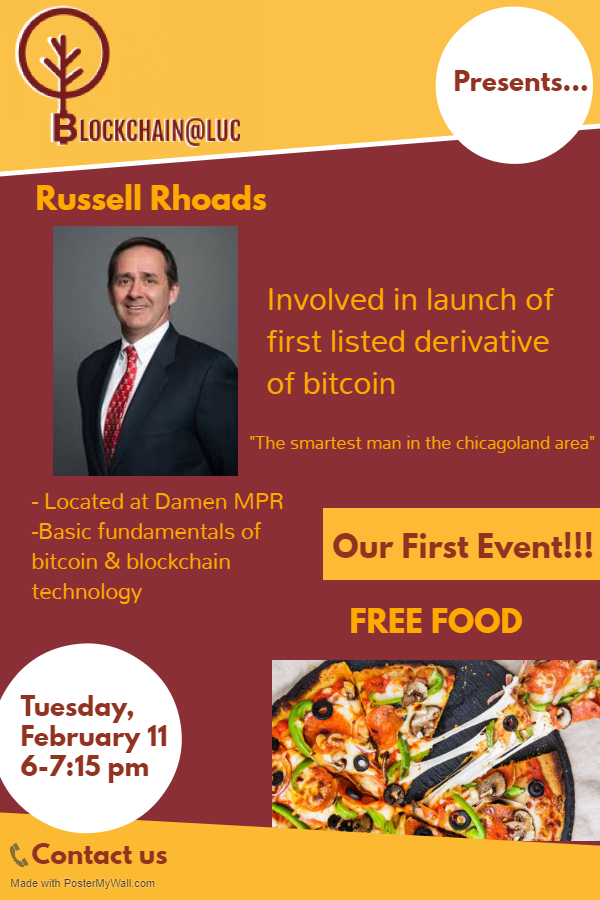 BLOCKCHAIN@LUC
Presents...
Russell Rhoads
Involved in launch of
first listed derivative
of bitcoin
"The smartest man in the chicagoland area"
- Located at Damen MPR
-Basic fundamentals of
bitcoin & blockchain
technology
Our First Event!!!
FREE FOOD
Tuesday,
February 11
6-7:15 pm
Contact us
Made with PosterMyWall.com